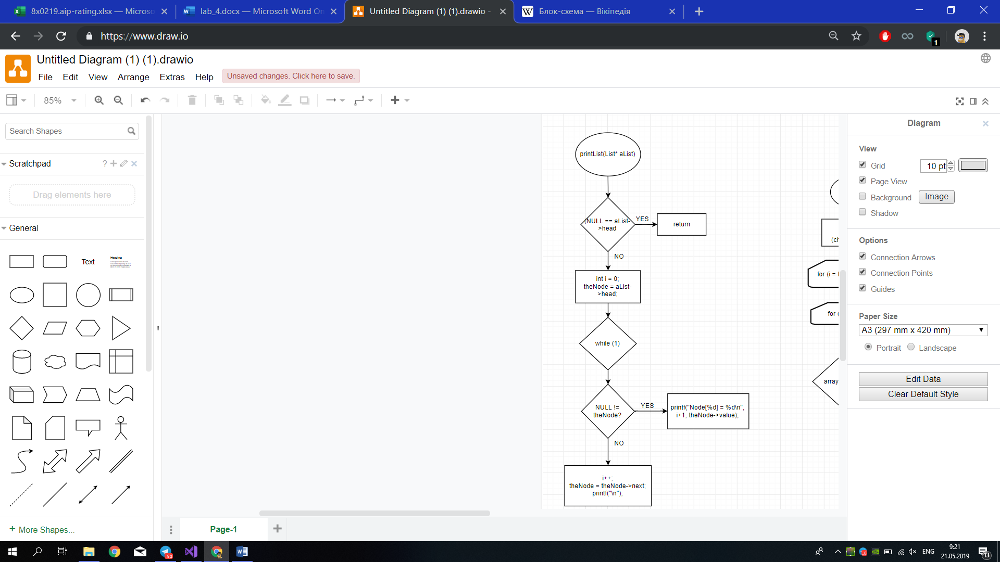 8x0219.aip-rating.xlsx — Microso
lab_4.docx — Microsoft Word On
Untitled Diagram (1) (1).drawio -
W Блок-схема — Вікіпедія
https://www.draw.io
1
Untitled Diagram (1) (1).drawio
File Edit View Arrange Extras Help
Unsaved changes. Click here to save.
85%
Search Shapes
Scratchpad
?
Drag elements here
General
Text
Heading
More Shapes...
printList(List* aList)
(NULL == aList-
>head
YES
return
NO
int i = 0;
theNode = aList-
>head;
while (1)
NULL !=
theNode?
YES
printf("Node[%d] = %d\n",
i+1, theNode->value);
NO
i++;
theNode = theNode->next;
printf("\n");
(ch
for (i =
for (
array
Page-1
Diagram
View
Grid
10 pt
Page View
Background
Image
Shadow
Options
Connection Arrows
Connection Points
Guides
Paper Size
A3 (297 mm x 420 mm)
Portrait
Landscape
Edit Data
Clear Default Style
90
ENG
9:21
21.05.2019
13